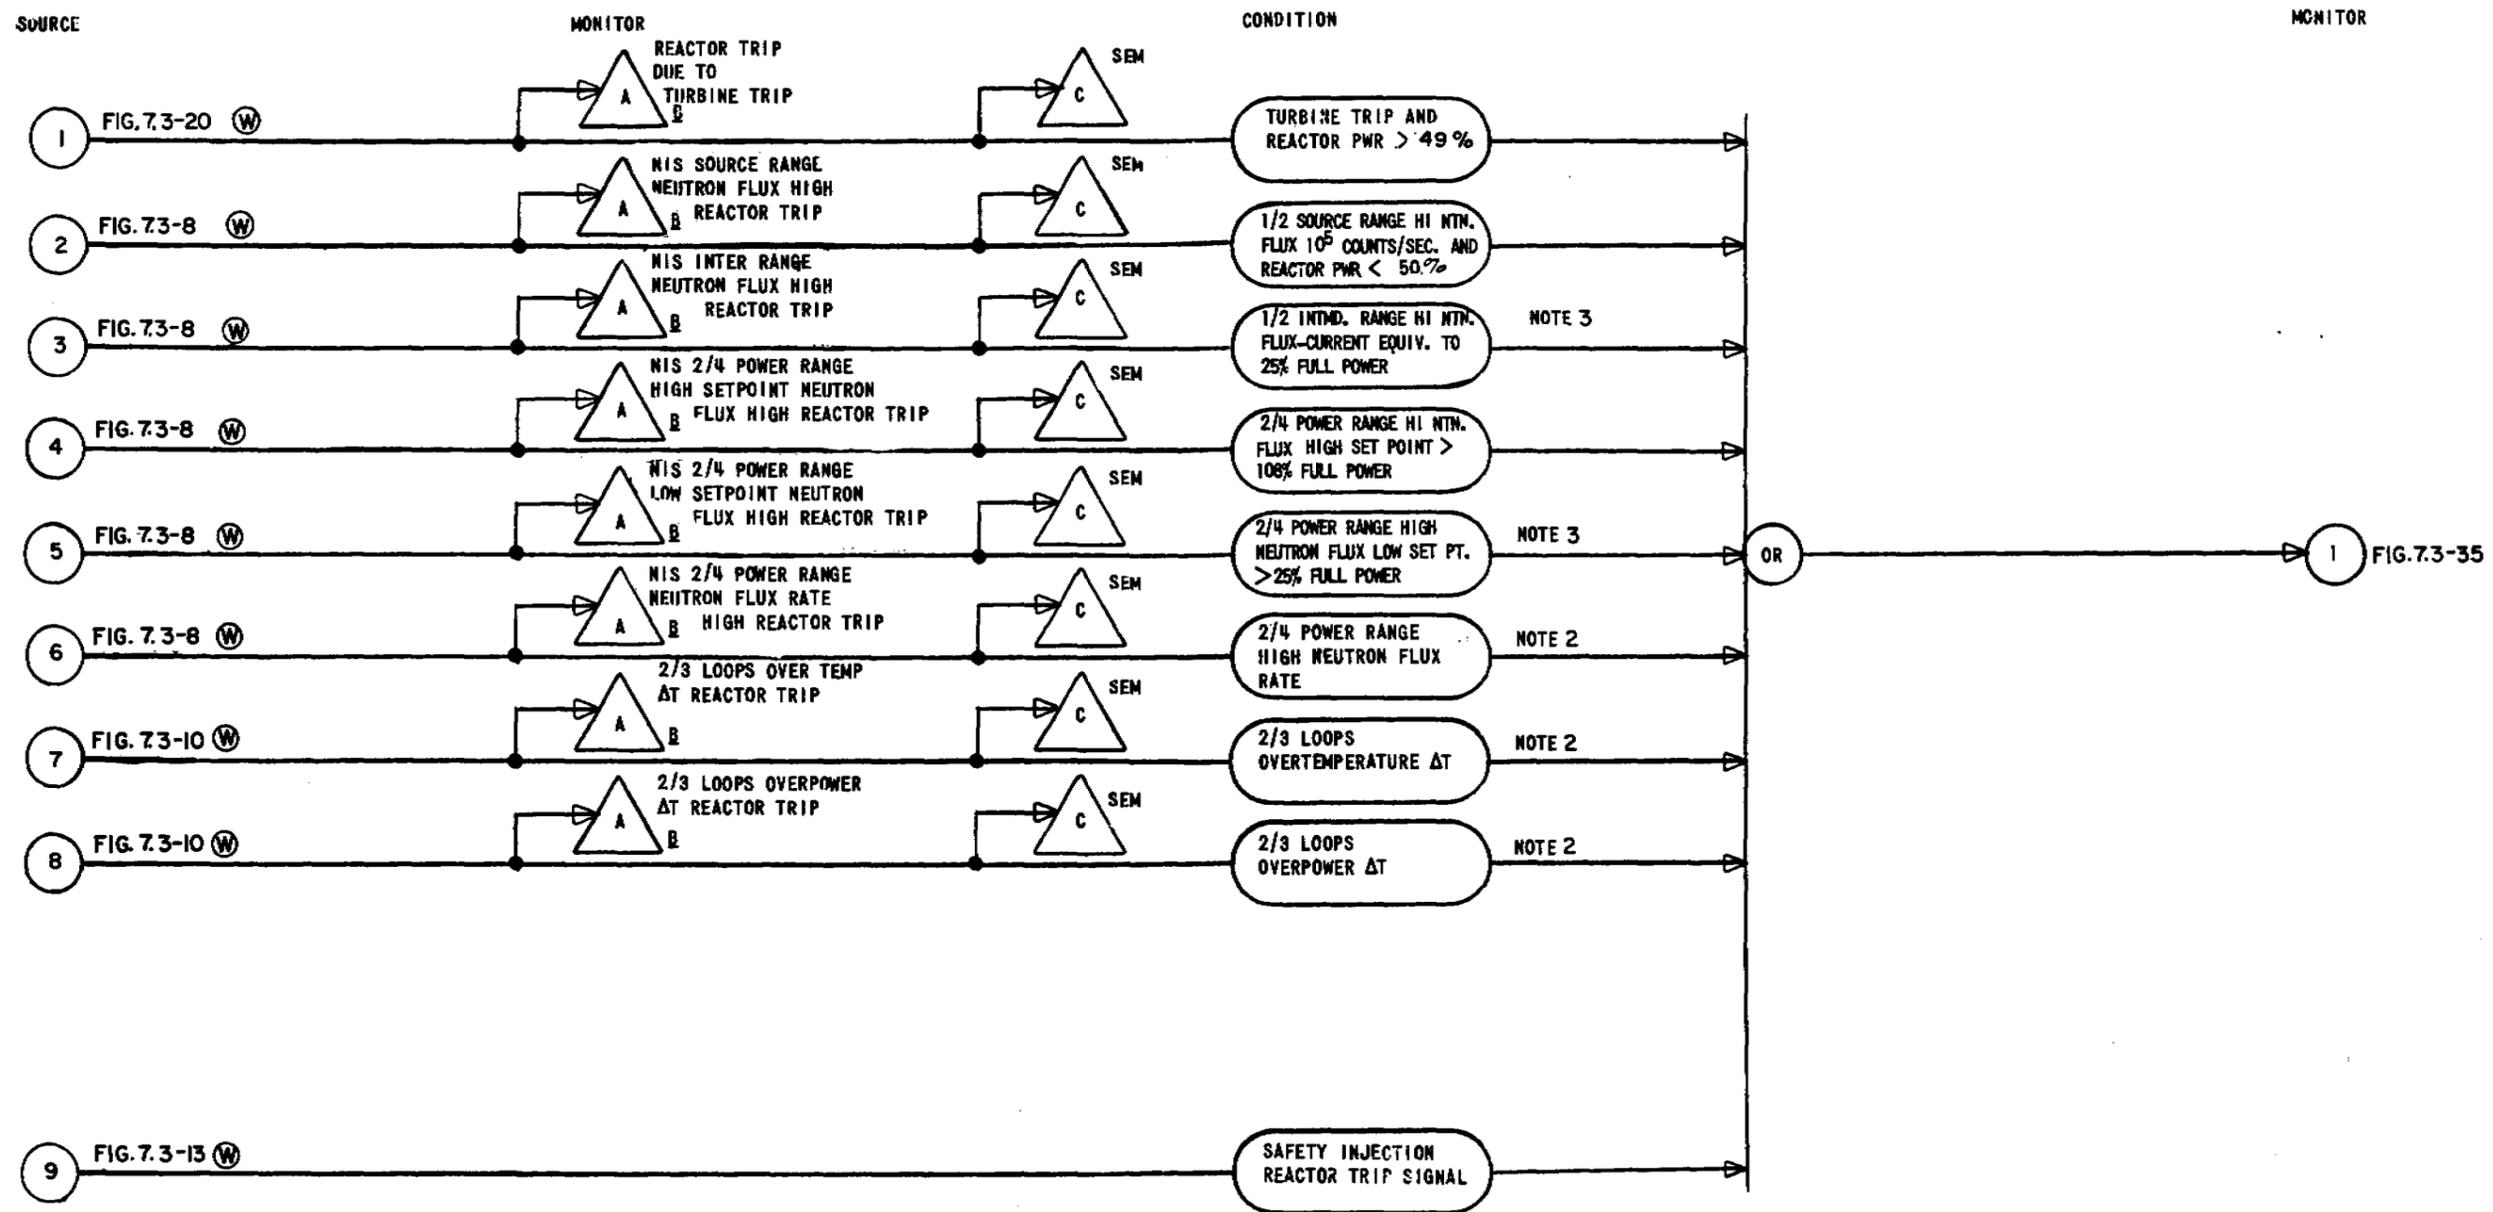 SOURCE
MONITOR
CONDITION
MONITOR
1
FIG. 7.3-20 W
A
REACTOR TRIP
DUE TO
TURBINE TRIP
B
C
SEM
TURBINE TRIP AND
REACTOR PWR > 49%
2
FIG. 7.3-8 W
A
NIS SOURCE RANGE
NEUTRON FLUX HIGH
REACTOR TRIP
B
C
SEM
1/2 SOURCE RANGE HI NTN.
FLUX 10⁵ COUNTS/SEC. AND
REACTOR PWR < 50.%
3
FIG. 7.3-8 W
A
NIS INTER RANGE
NEUTRON FLUX HIGH
REACTOR TRIP
B
C
SEM
1/2 INTMD. RANGE HI NTN.
FLUX-CURRENT EQUIV. TO
25% FULL POWER
NOTE 3
4
FIG. 7.3-8 W
A
NIS 2/4 POWER RANGE
HIGH SETPOINT NEUTRON
FLUX HIGH REACTOR TRIP
B
C
SEM
2/4 POWER RANGE HI NTN.
FLUX HIGH SET POINT >
108% FULL POWER
5
FIG. 7.3-8 W
A
NIS 2/4 POWER RANGE
LOW SETPOINT NEUTRON
FLUX HIGH REACTOR TRIP
B
C
SEM
2/4 POWER RANGE HIGH
NEUTRON FLUX LOW SET PT.
>25% FULL POWER
NOTE 3
OR
1
FIG. 7.3-35
6
FIG. 7.3-8 W
A
NIS 2/4 POWER RANGE
NEUTRON FLUX RATE
HIGH REACTOR TRIP
B
C
SEM
2/4 POWER RANGE
HIGH NEUTRON FLUX
RATE
NOTE 2
7
FIG. 7.3-10 W
A
2/3 LOOPS OVER TEMP
ΔT REACTOR TRIP
B
C
SEM
2/3 LOOPS
OVERTEMPERATURE ΔT
NOTE 2
8
FIG. 7.3-10 W
A
2/3 LOOPS OVERPOWER
ΔT REACTOR TRIP
B
C
SEM
2/3 LOOPS
OVERPOWER ΔT
NOTE 2
9
FIG. 7.3-13 W
SAFETY INJECTION
REACTOR TRIP SIGNAL